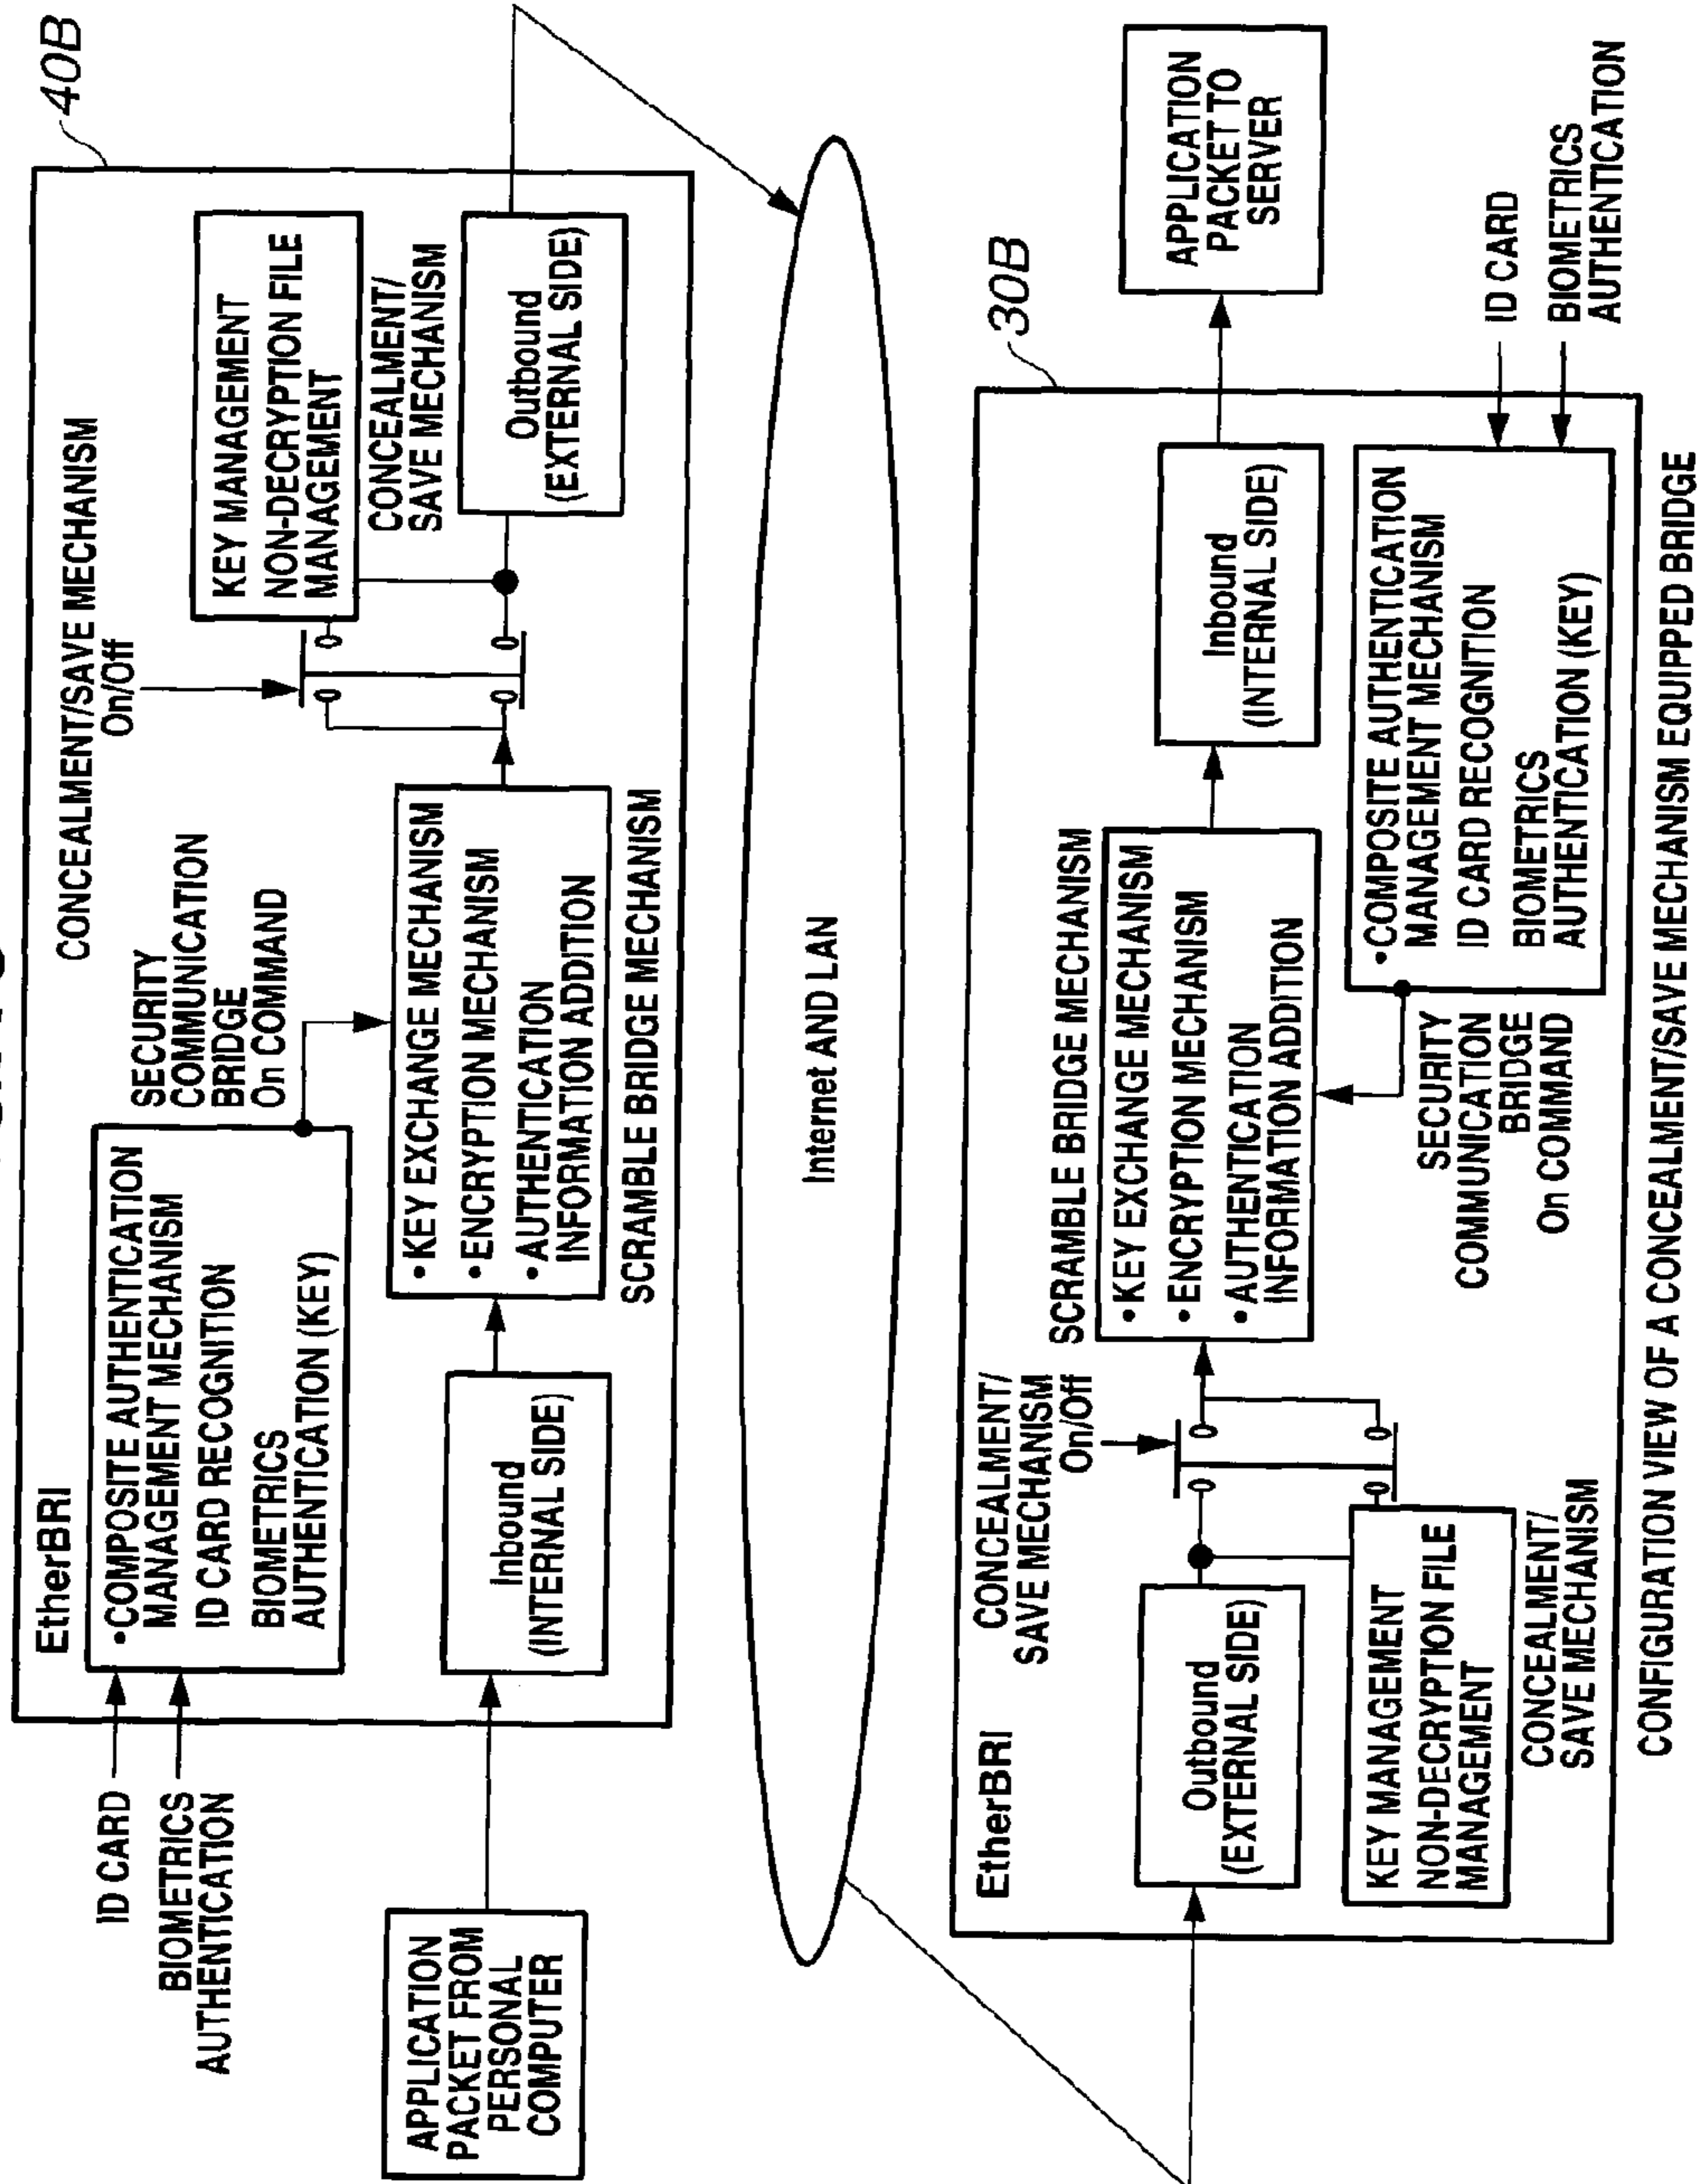 40B
EtherBRI
ID CARD
BIOMETRICS
AUTHENTICATION
• COMPOSITE AUTHENTICATION
MANAGEMENT MECHANISM
ID CARD RECOGNITION
BIOMETRICS
AUTHENTICATION (KEY)
SECURITY
COMMUNICATION
BRIDGE
On COMMAND
CONCEALMENT/SAVE MECHANISM
On/Off
KEY MANAGEMENT
NON-DECRYPTION FILE
MANAGEMENT
CONCEALMENT/
SAVE MECHANISM
APPLICATION
PACKET FROM
PERSONAL
COMPUTER
Inbound
(INTERNAL SIDE)
• KEY EXCHANGE MECHANISM
• ENCRYPTION MECHANISM
• AUTHENTICATION
INFORMATION ADDITION
SCRAMBLE BRIDGE MECHANISM
Outbound
(EXTERNAL SIDE)
Internet AND LAN
30B
EtherBRI
CONCEALMENT/
SAVE MECHANISM
On/Off
SCRAMBLE BRIDGE MECHANISM
Outbound
(EXTERNAL SIDE)
• KEY EXCHANGE MECHANISM
• ENCRYPTION MECHANISM
• AUTHENTICATION
INFORMATION ADDITION
Inbound
(INTERNAL SIDE)
APPLICATION
PACKET TO
SERVER
KEY MANAGEMENT
NON-DECRYPTION FILE
MANAGEMENT
CONCEALMENT/
SAVE MECHANISM
SECURITY
COMMUNICATION
BRIDGE
On COMMAND
• COMPOSITE AUTHENTICATION
MANAGEMENT MECHANISM
ID CARD RECOGNITION
BIOMETRICS
AUTHENTICATION (KEY)
ID CARD
BIOMETRICS
AUTHENTICATION
CONFIGURATION VIEW OF A CONCEALMENT/SAVE MECHANISM EQUIPPED BRIDGE